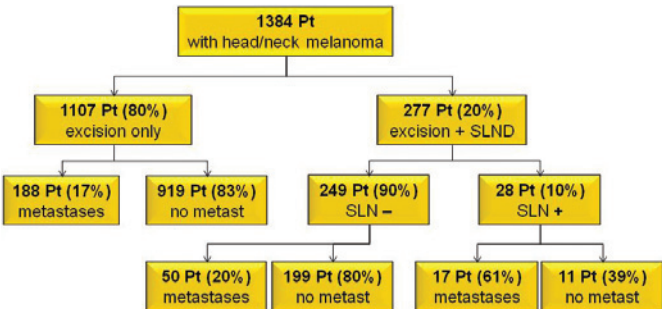 1384 Pt
with head/neck melanoma
1107 Pt (80%)
excision only
277 Pt (20%)
excision + SLND
188 Pt (17%)
metastases
919 Pt (83%)
no metast
249 Pt (90%)
SLN –
28 Pt (10%)
SLN +
50 Pt (20%)
metastases
199 Pt (80%)
no metast
17 Pt (61%)
metastases
11 Pt (39%)
no metast